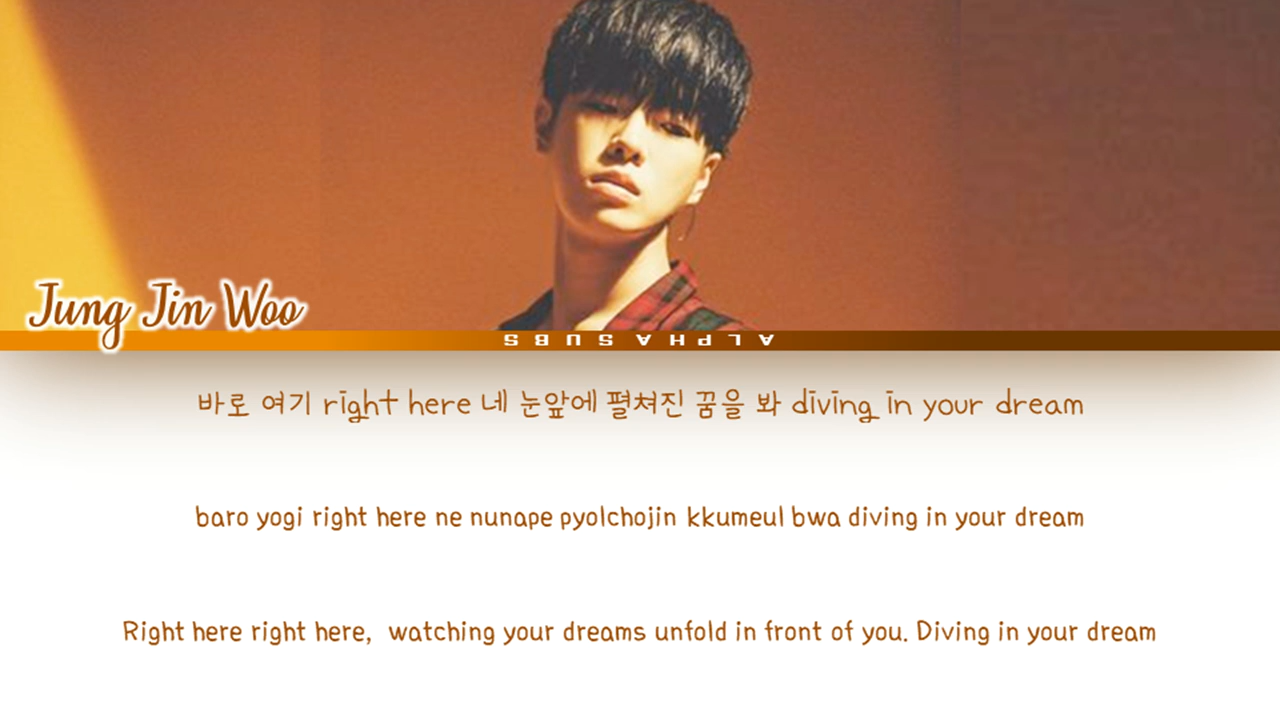 Jung Jin Woo
ALPHASUBS
바로 여기 right here 네 눈앞에 펼쳐진 꿈을 봐 diving in your dream
baro yogi right here ne nunape pyolchojin kkumeul bwa diving in your dream
Right here right here, watching your dreams unfold in front of you. Diving in your dream